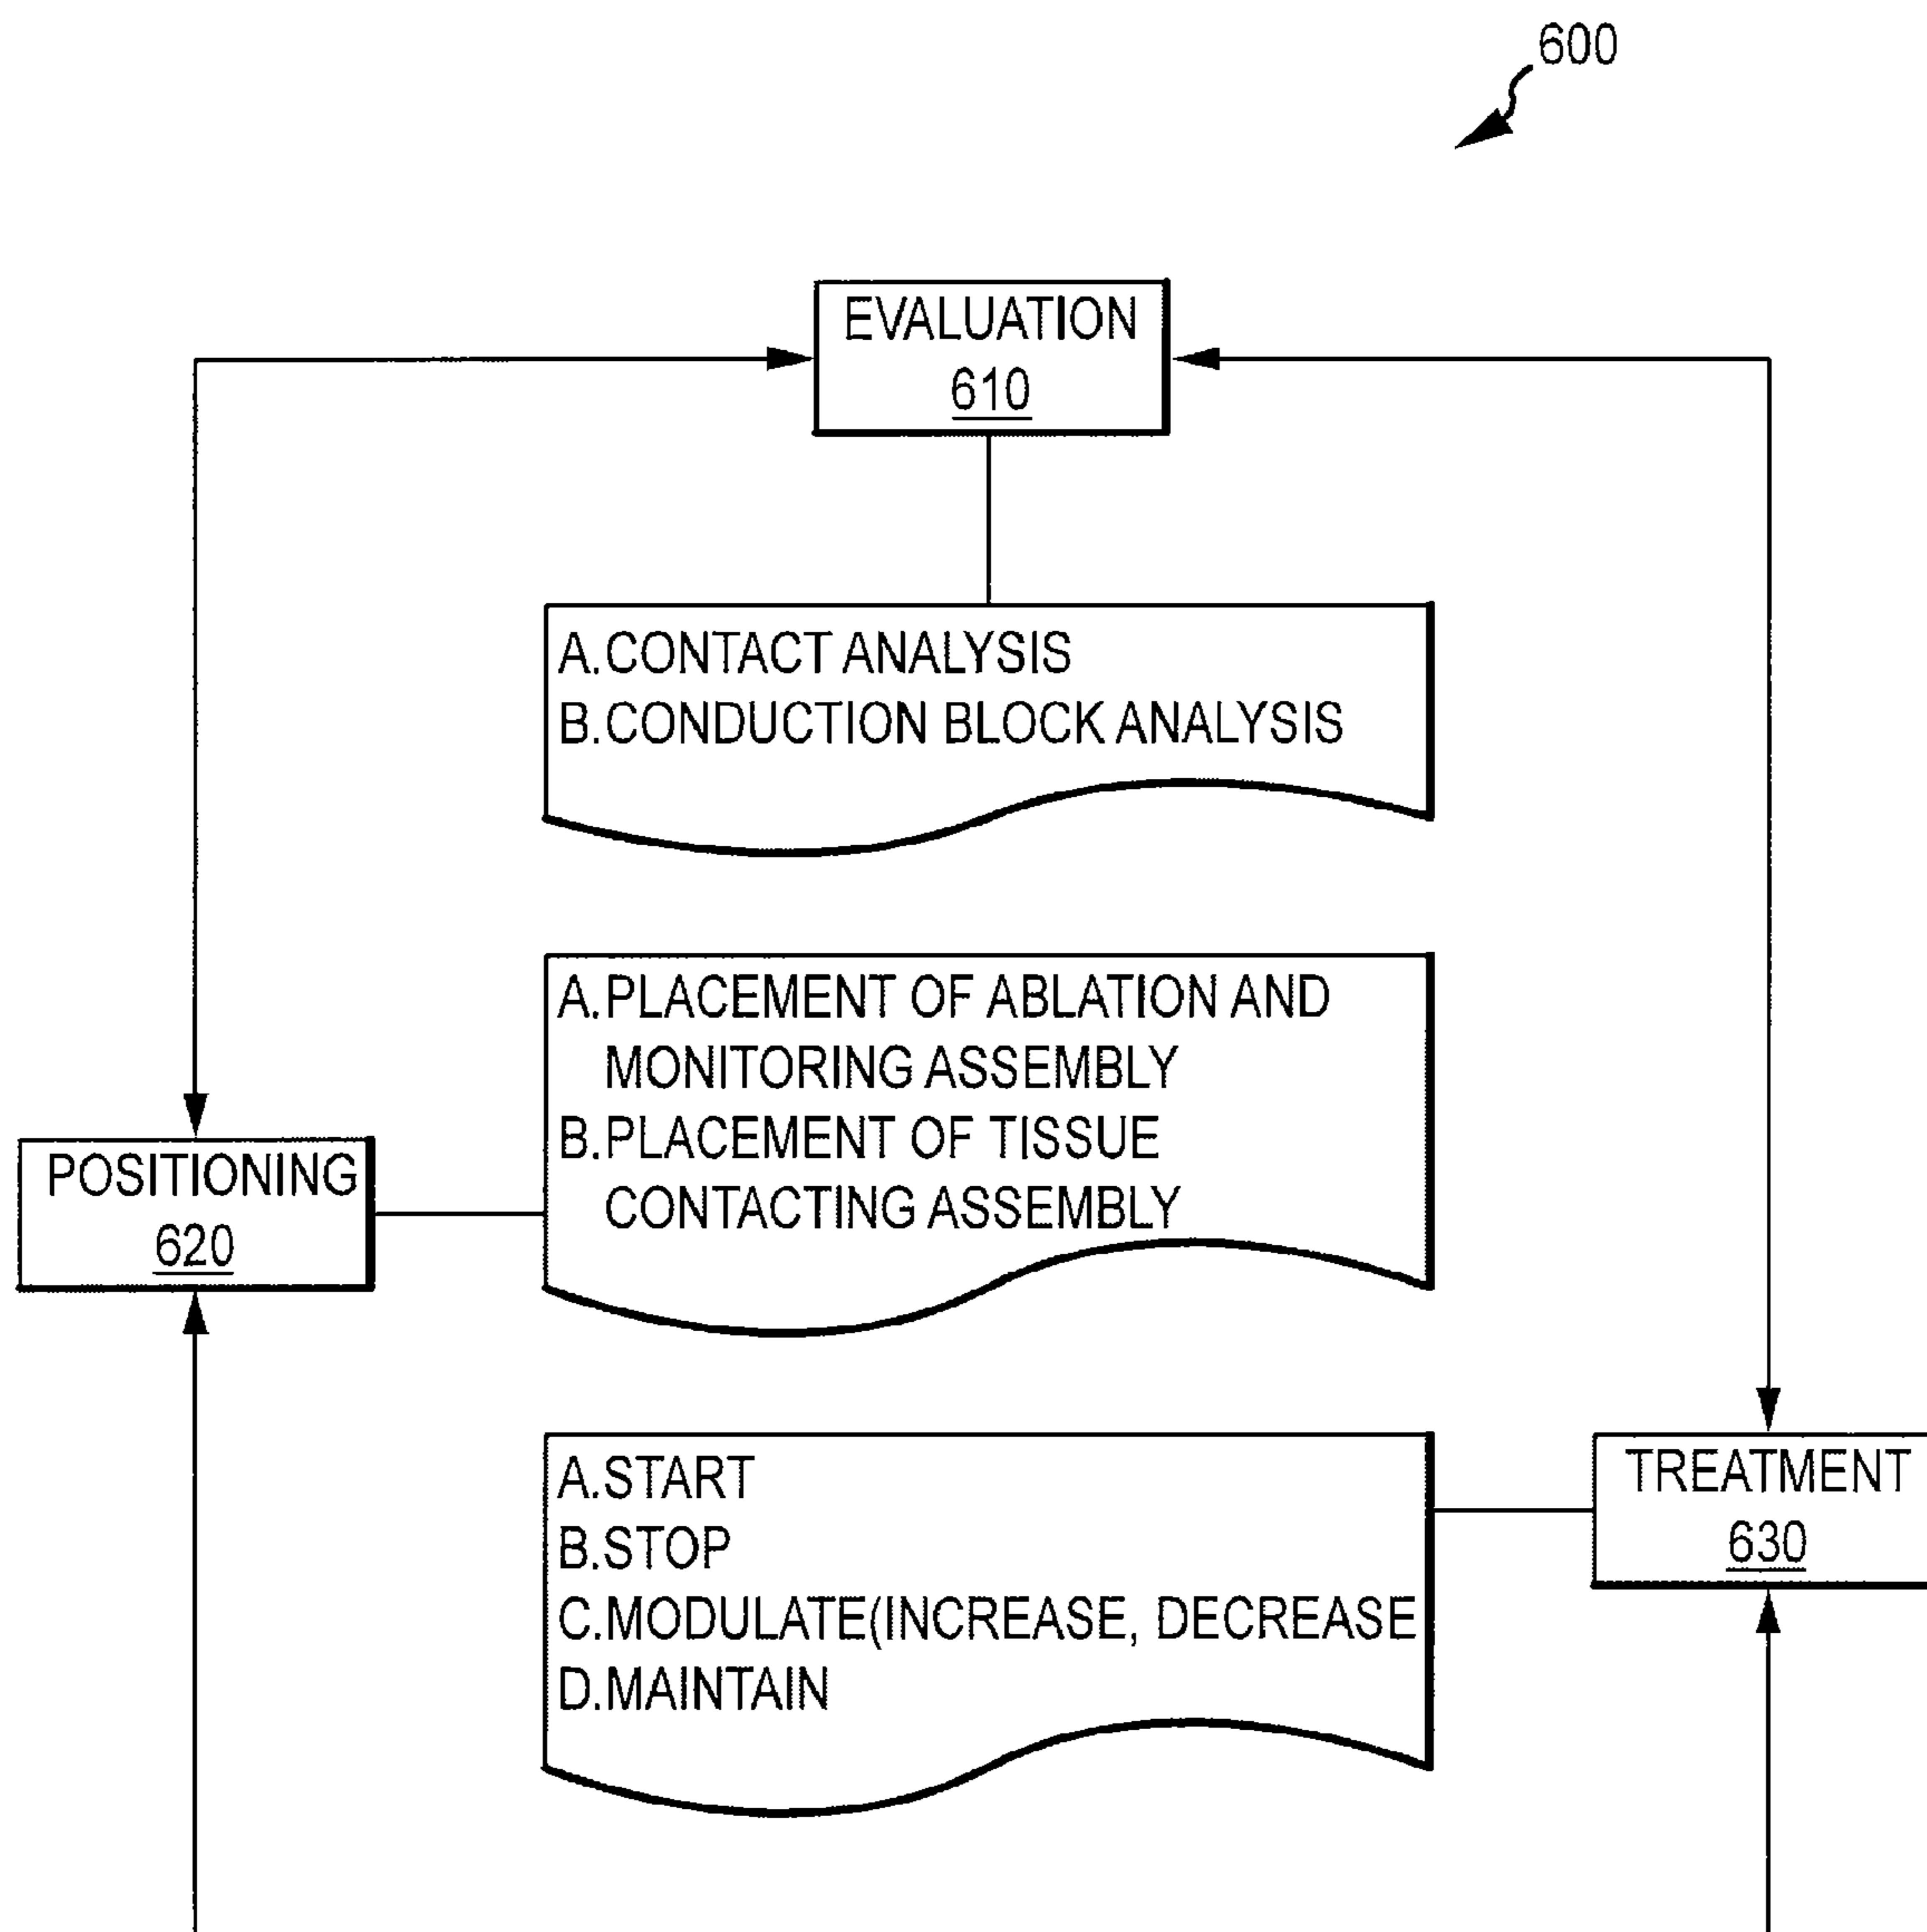 600
EVALUATION
610
A.CONTACT ANALYSIS
B.CONDUCTION BLOCK ANALYSIS
A.PLACEMENT OF ABLATION AND
MONITORING ASSEMBLY
B.PLACEMENT OF TISSUE
CONTACTING ASSEMBLY
POSITIONING
620
A.START
B.STOP
C.MODULATE(INCREASE, DECREASE
D.MAINTAIN
TREATMENT
630